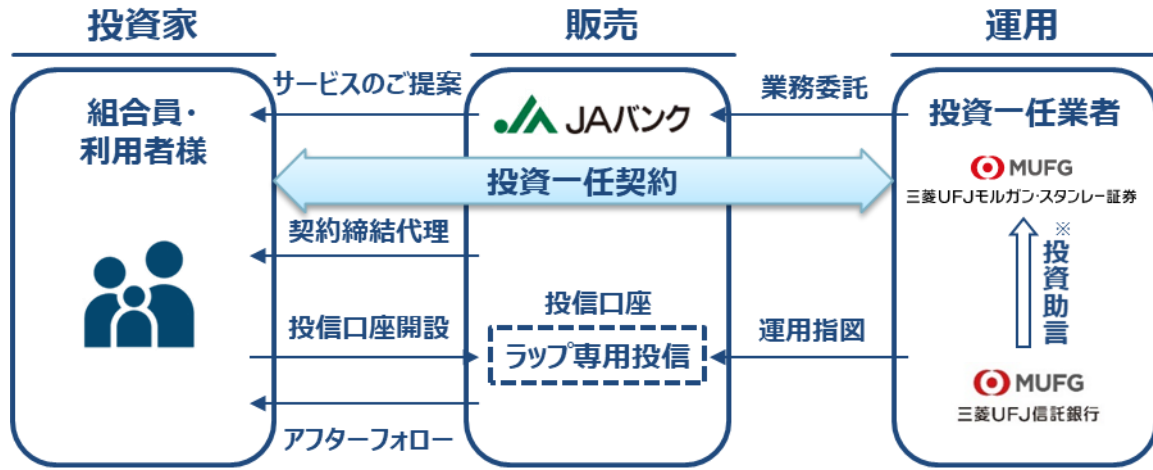 投資家
販売
運用
サービスのご提案
業務委託
組合員・
利用者様
JAバンク
投資一任業者
投資一任契約
MUFG
三菱UFJモルガン・スタンレー証券
契約締結代理
※投資助言
投信口座
投信口座開設
ラップ専用投信
運用指図
MUFG
三菱UFJ信託銀行
アフターフォロー